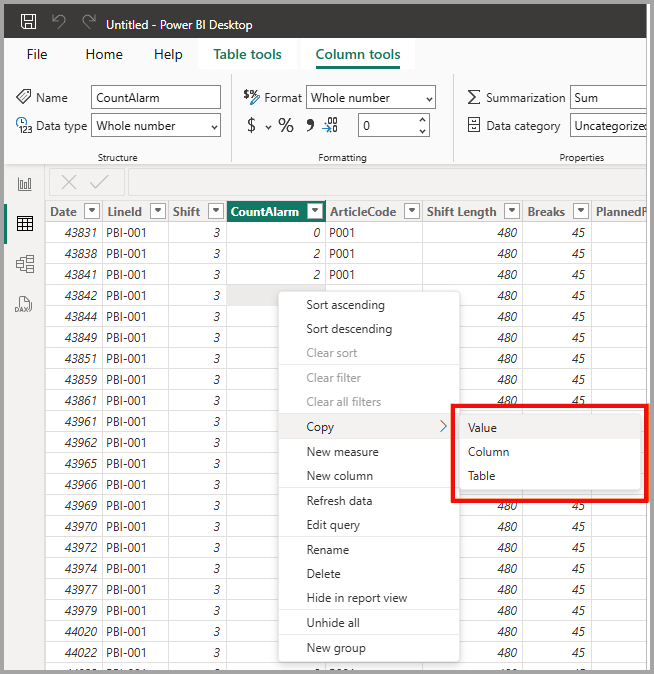 Untitled - Power BI Desktop
File Home Help Table tools Column tools
Name CountAlarm $% Format Whole number Σ Summarization Sum
123 Data type Whole number $ % 9 .00 0 Data category Uncategorized
Structure Formatting Properties
Date LineId Shift CountAlarm ArticleCode Shift Length Breaks PlannedP
43831 PBI-001 3 0 P001 480 45
43838 PBI-001 3 2 P001 480 45
43841 PBI-001 3 2 P001 480 45
43842 PBI-001 3 480 45
43844 PBI-001 3 Sort ascending 480 45
43849 PBI-001 3 Sort descending 480 45
43851 PBI-001 3 Clear sort 480 45
43859 PBI-001 3 Clear filter 480 45
43861 PBI-001 3 Clear all filters 480 45
43961 PBI-001 3 Copy Value
43962 PBI-001 3 New measure Column
43965 PBI-001 3 New column Table
43966 PBI-001 3
43969 PBI-001 3 Refresh data 480 45
43970 PBI-001 3 Edit query 480 45
43972 PBI-001 3 Rename 480 45
43974 PBI-001 3 Delete 480 45
43977 PBI-001 3 Hide in report view 480 45
43979 PBI-001 3 480 45
44020 PBI-001 3 Unhide all 480 45
44022 PBI-001 3 New group 480 45
DAX